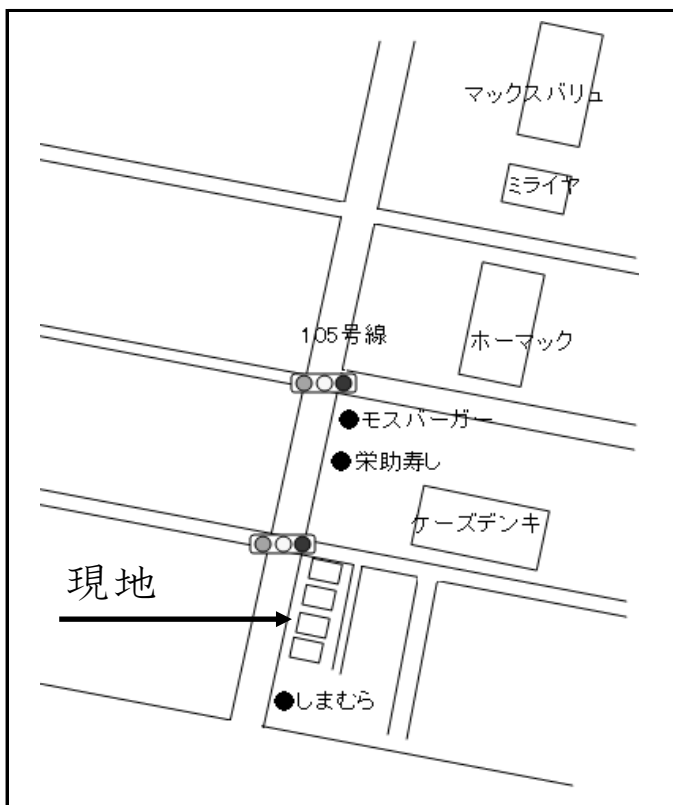 マックスバリュ
ミライヤ
105号線
ホーマック
モスバーガー
栄助寿し
ケーズデンキ
現地
しまむら